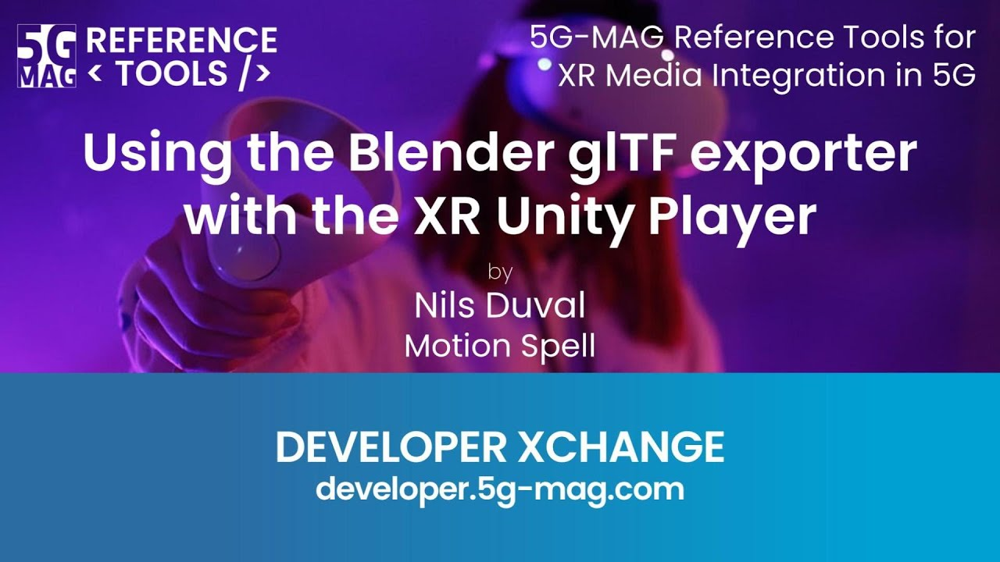 5G
MAG
REFERENCE
< TOOLS />
5G-MAG Reference Tools for
XR Media Integration in 5G
Using the Blender glTF exporter
with the XR Unity Player
by
Nils Duval
Motion Spell
DEVELOPER XCHANGE
developer.5g-mag.com